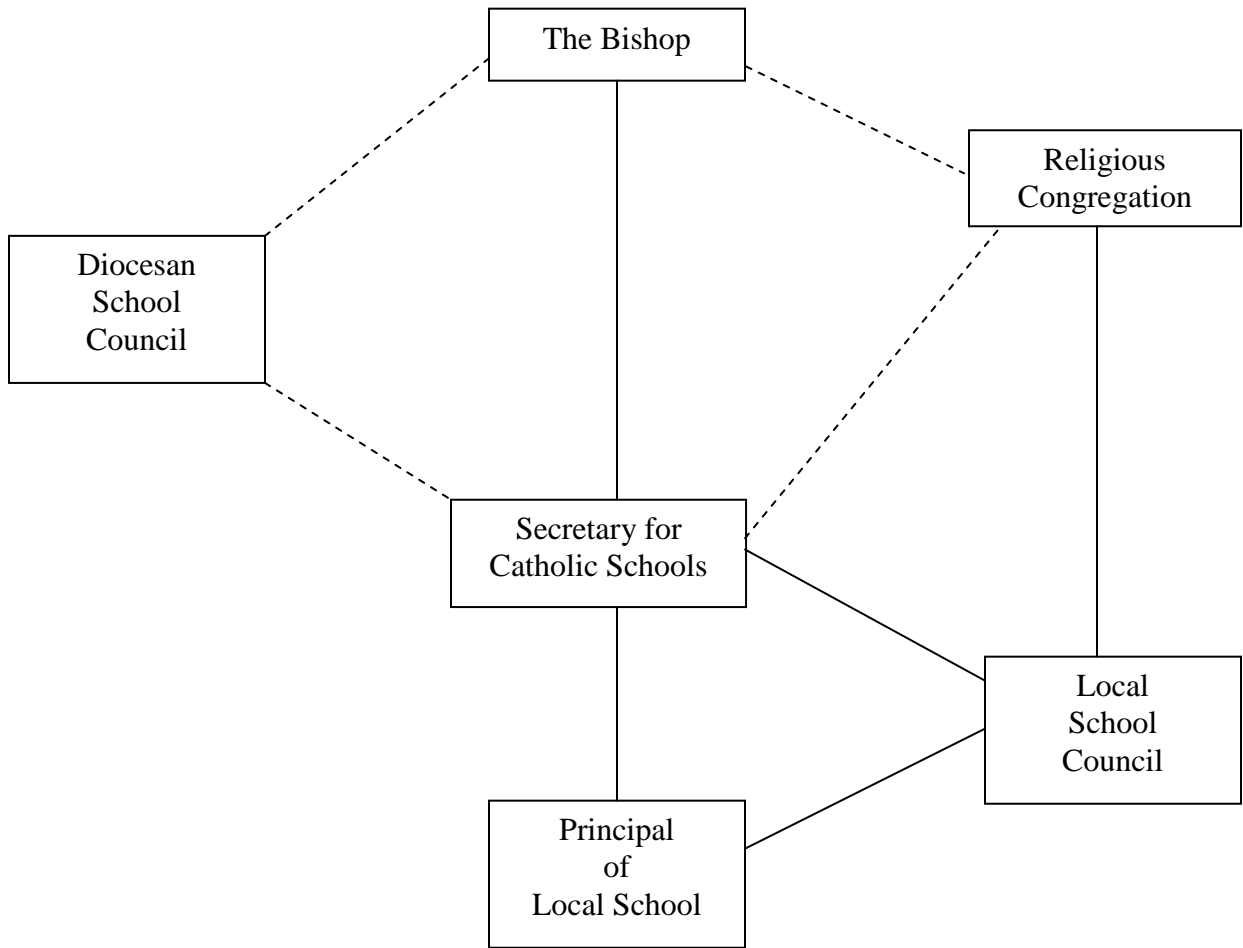 The Bishop
Religious
Congregation
Diocesan
School
Council
Secretary for
Catholic Schools
Local
School
Council
Principal
of
Local School